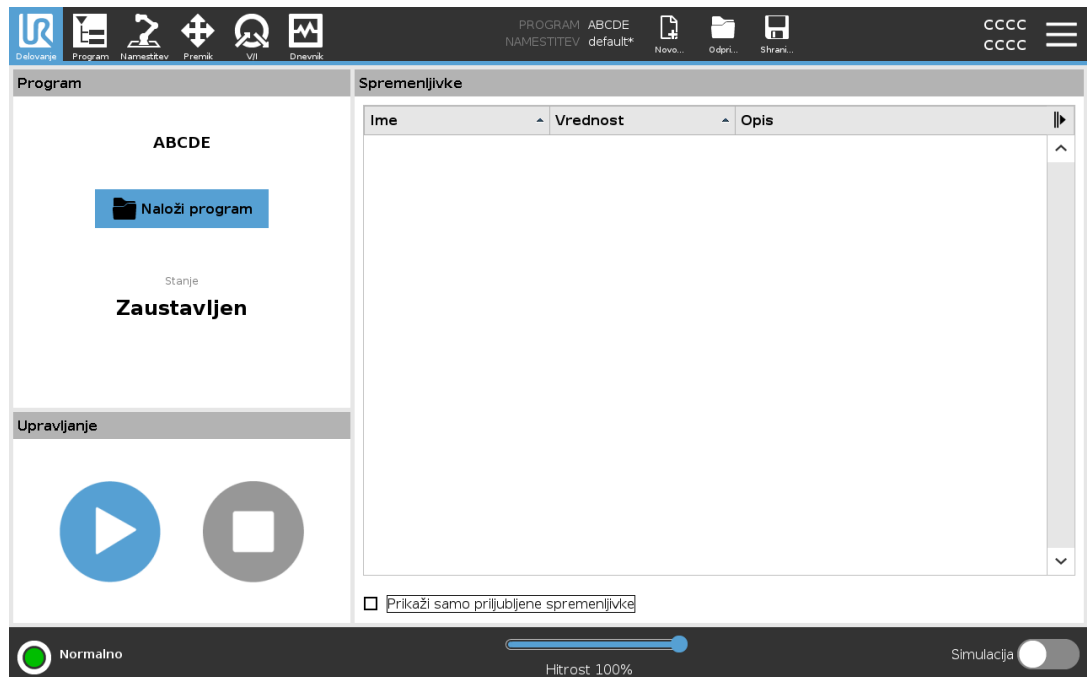 UR
Delovanje Program Namestitev Premik V/I Dnevnik
PROGRAM ABCDE
NAMESTITEV default*
Novo... Odpri... Shrani...
CCCC
CCCC
Program
ABCDE
Naloži program
Stanje
Zaustavljen
Upravljanje
Spremenljivke
Ime Vrednost Opis
Prikaži samo priljubljene spremenljivke
Normalno
Hitrost 100%
Simulacija